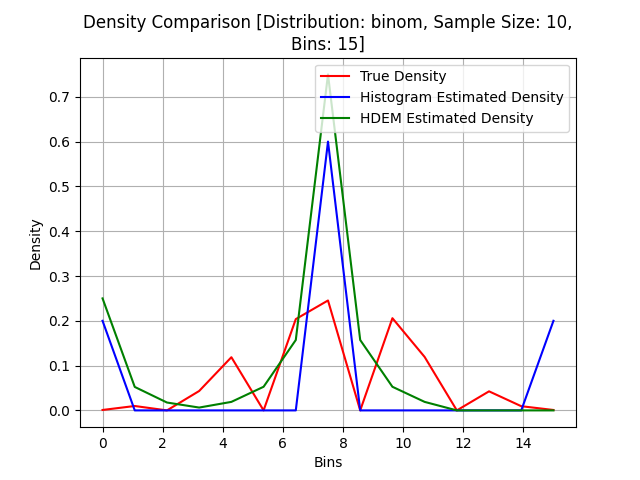 Density Comparison [Distribution: binom, Sample Size: 10,
Bins: 15]
True Density
Histogram Estimated Density
HDEM Estimated Density
0.7
0.6
0.5
0.4
0.3
0.2
0.1
0.0
Density
0 2 4 6 8 10 12 14
Bins